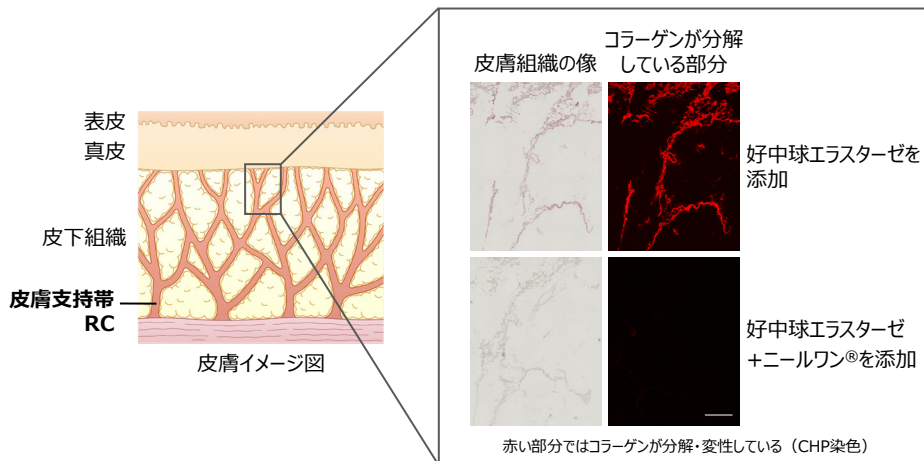 表皮
真皮
皮下組織
皮膚支持帯
RC
皮膚イメージ図
皮膚組織の像
コラーゲンが分解
している部分
好中球エラスターゼを
添加
好中球エラスターゼ
+ニールワン®を添加
赤い部分ではコラーゲンが分解・変性している（CHP染色）